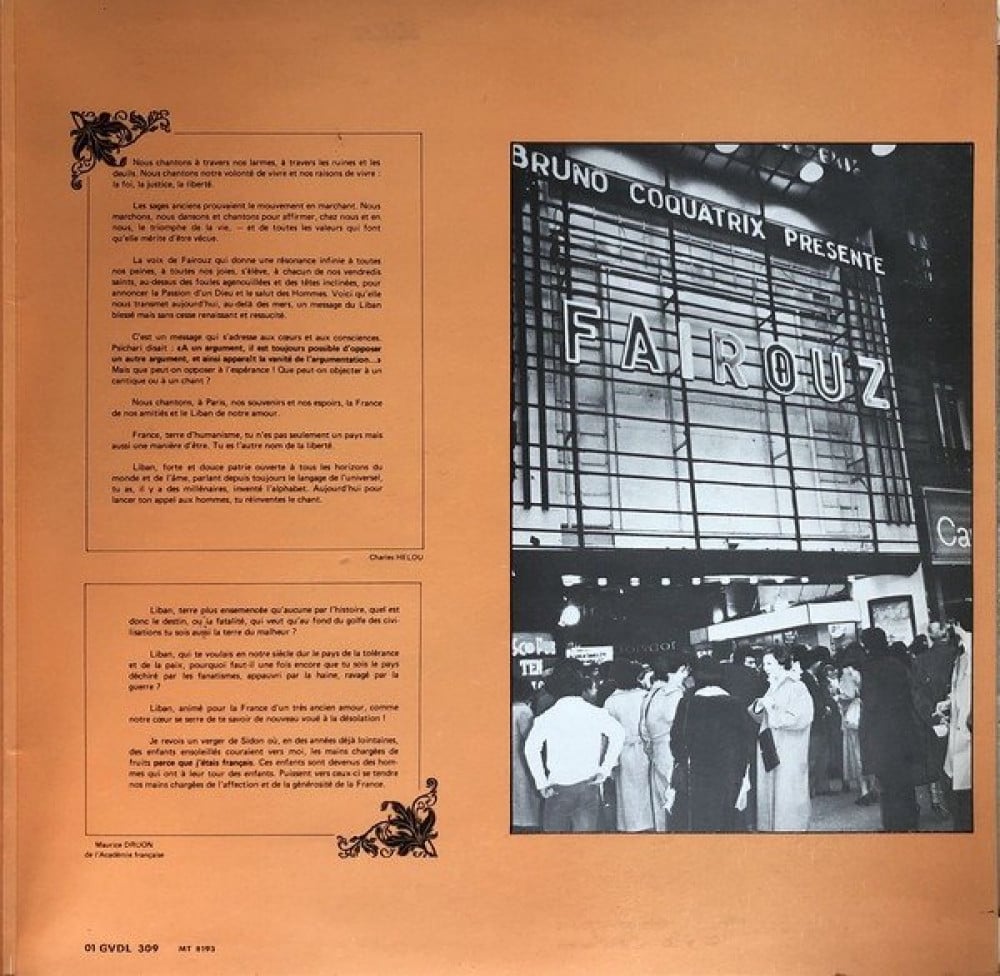 Nous chantons à travers nos larmes, à travers les ruines et les
deuils. Nous chantons notre volonté de vivre et nos raisons de vivre :
la foi, la justice, la liberté.
Les sages anciens prouvaient le mouvement en marchant. Nous
marchons, nous dansons et chantons pour affirmer, chez nous et en
nous, le triomphe de la vie, — et de toutes les valeurs qui font
qu'elle mérite d'être vécue.
La voix de Fairouz qui donne une résonance infinie à toutes
nos peines, à toutes nos joies, s'élève, à chacun de nos vendredis
saints, au-dessus des foules agenouillées et des têtes inclinées, pour
annoncer la Passion d'un Dieu et le salut des Hommes. Voici qu'elle
nous transmet aujourd'hui, au-delà des mers, un message du Liban
blessé mais sans cesse renaissant et ressucité.
C'est un message qui s'adresse aux cœurs et aux consciences.
Psichari disait : «A un argument, il est toujours possible d'opposer
un autre argument, et ainsi apparaît la vanité de l'argumentation...»
Mais que peut-on opposer à l'espérance ! Que peut-on objecter à un
cantique ou à un chant ?
Nous chantons, à Paris, nos souvenirs et nos espoirs, la France
de nos amitiés et le Liban de notre amour.
France, terre d'humanisme, tu n'es pas seulement un pays mais
aussi une manière d'être. Tu es l'autre nom de la liberté.
Liban, forte et douce patrie ouverte à tous les horizons du
monde et de l'âme, parlant depuis toujours le langage de l'universel,
tu as, il y a des millénaires, inventé l'alphabet. Aujourd'hui pour
lancer ton appel aux hommes, tu réinventes le chant.
Charles HELOU
Liban, terre plus ensemencée qu'aucune par l'histoire, quel est
donc le destin, ou la fatalité, qui veut qu'au fond du golfe des civi-
lisations tu sois aussi la terre du malheur ?
Liban, qui te voulais en notre siècle dur le pays de la tolérance
et de la paix, pourquoi faut-il une fois encore que tu sois le pays
déchiré par les fanatismes, appauvri par la haine, ravagé par la
guerre ?
Liban, animé pour la France d'un très ancien amour, comme
notre cœur se serre de te savoir de nouveau voué à la désolation !
Je revois un verger de Sidon où, en des années déjà lointaines,
des enfants ensoleillés couraient vers moi, les mains chargées de
fruits parce que j'étais français. Ces enfants sont devenus des hom-
mes qui ont à leur tour des enfants. Puissent vers ceux-ci se tendre
nos mains chargées de l'affection et de la générosité de la France.
Maurice DRUON
de l'Académie française
01 GVDL 309 MT 8193
BRUNO COQUATRIX PRESENTE
FAIROUZ
Ca
TEN